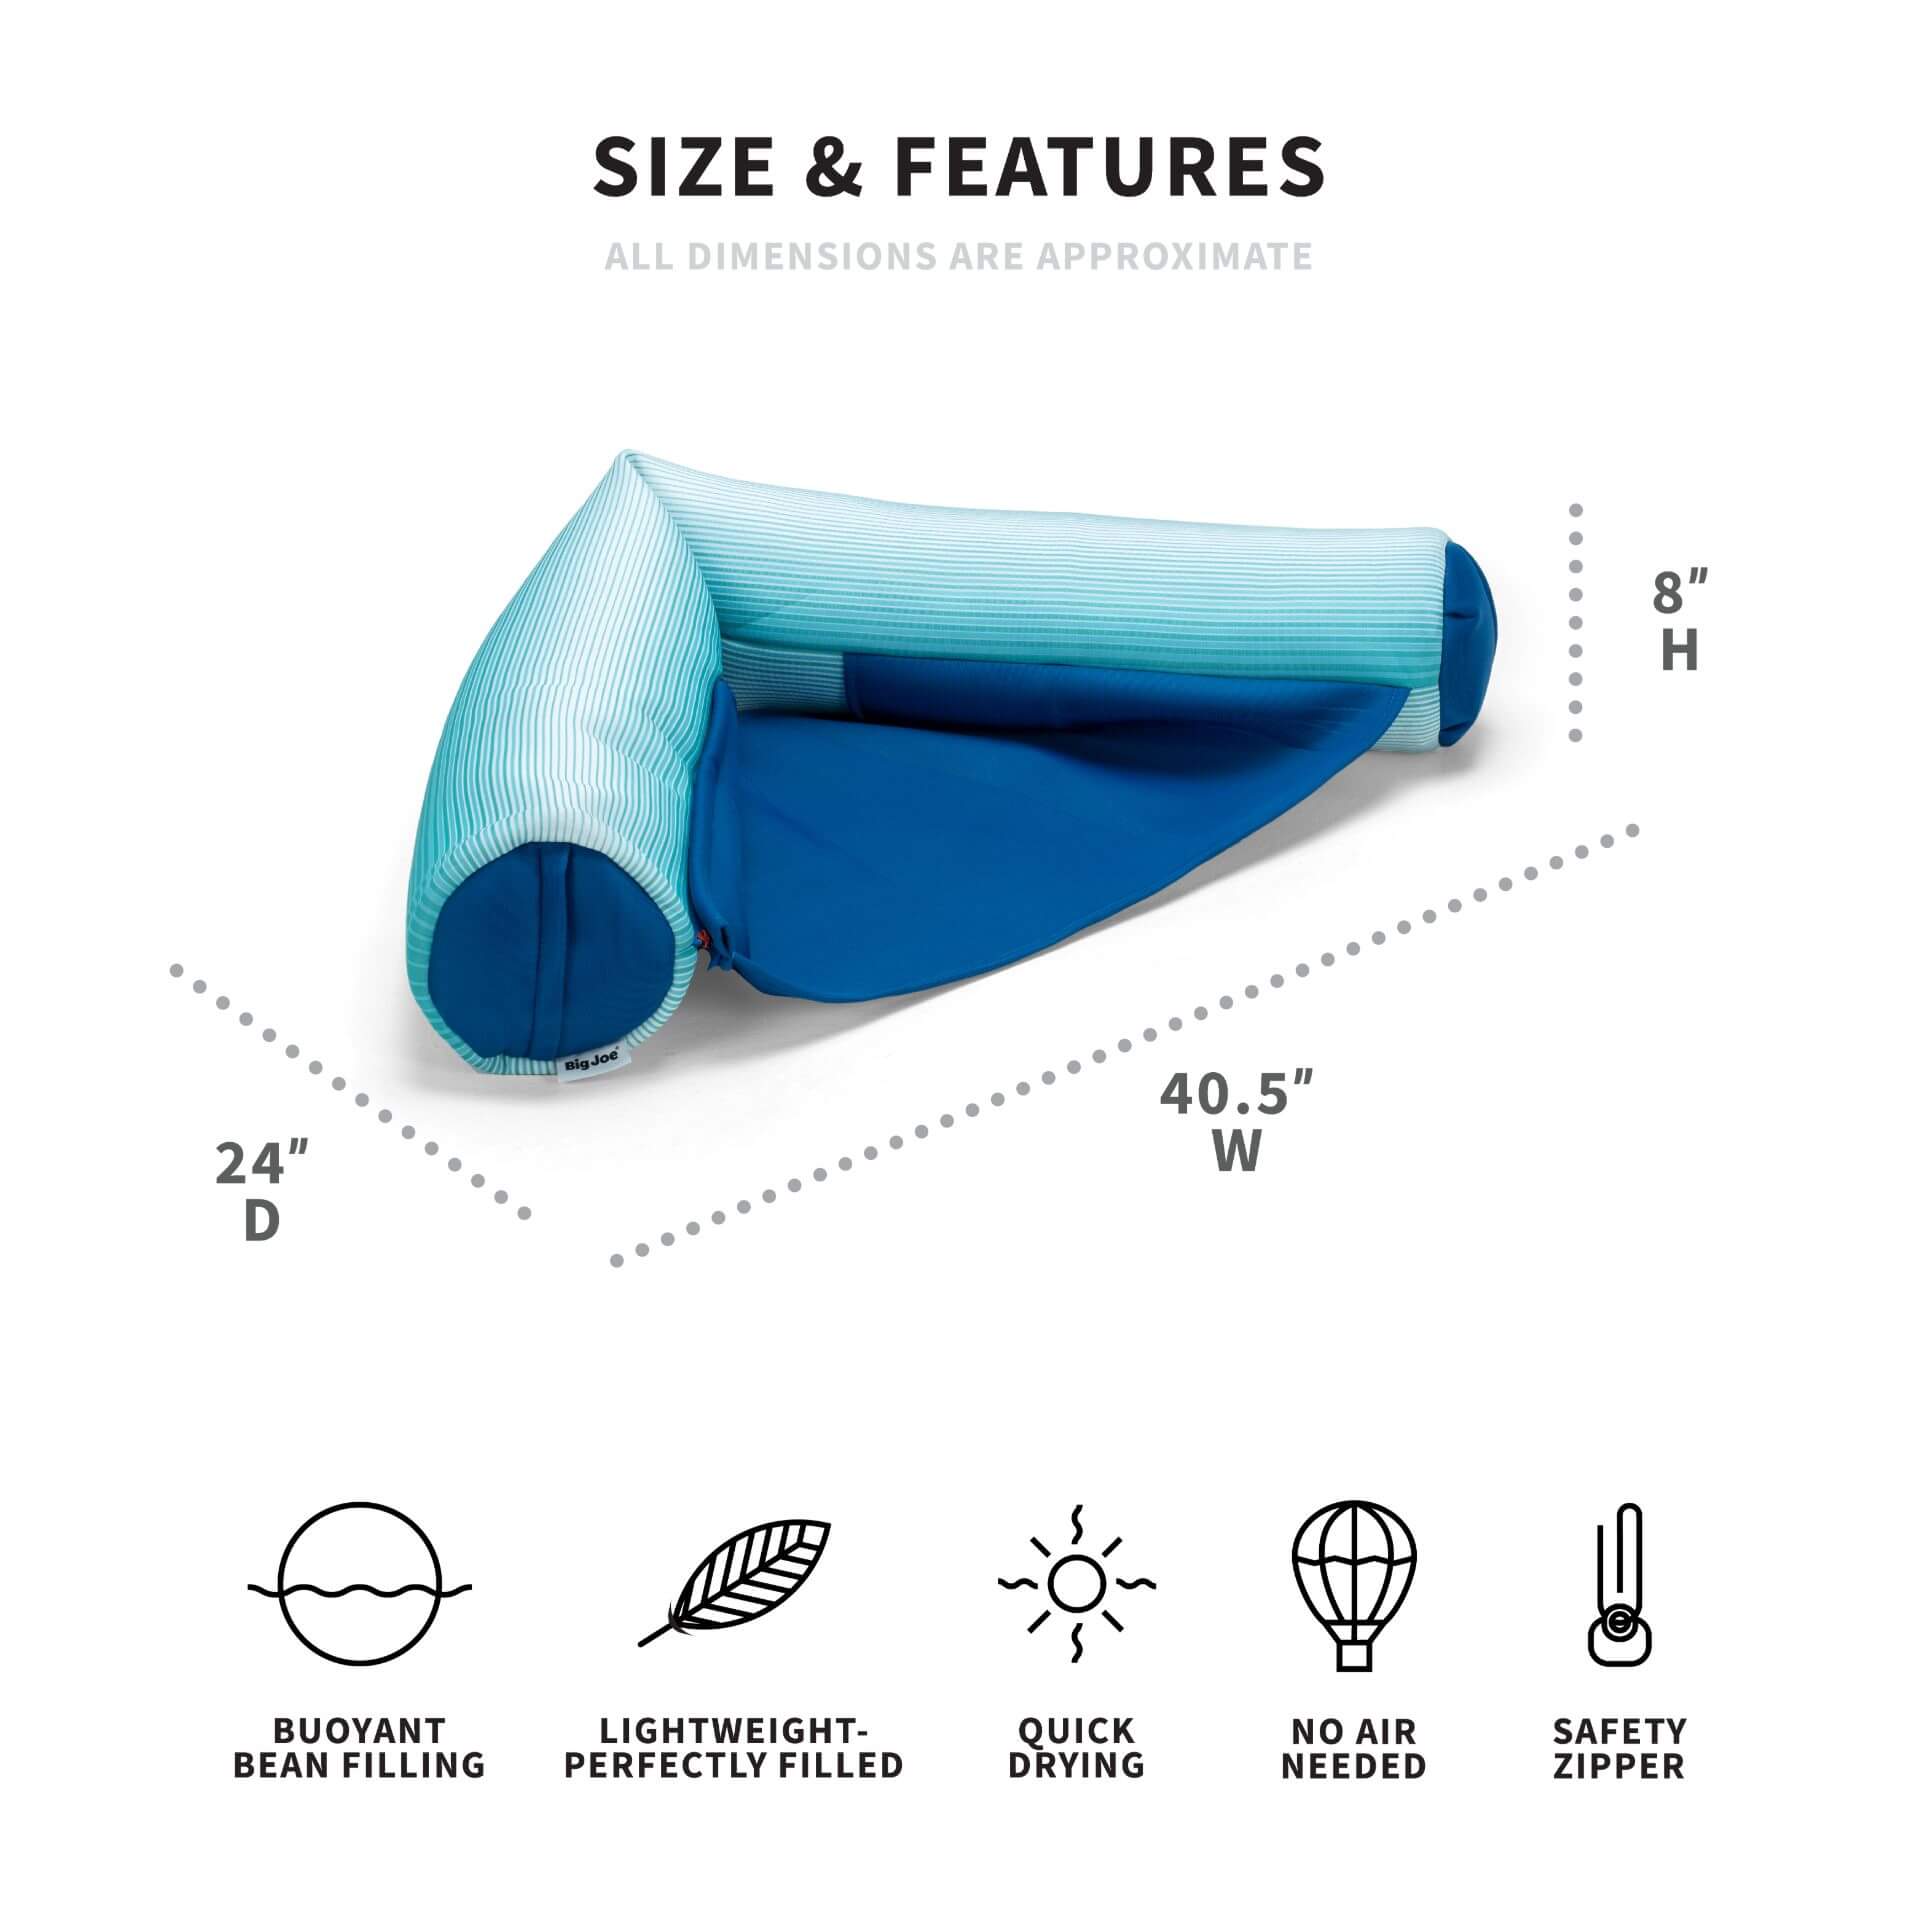 SIZE & FEATURES
ALL DIMENSIONS ARE APPROXIMATE
8"
H
40.5"
W
24"
D
Big Joe®
BUOYANT
BEAN FILLING
LIGHTWEIGHT-
PERFECTLY FILLED
QUICK
DRYING
NO AIR
NEEDED
SAFETY
ZIPPER